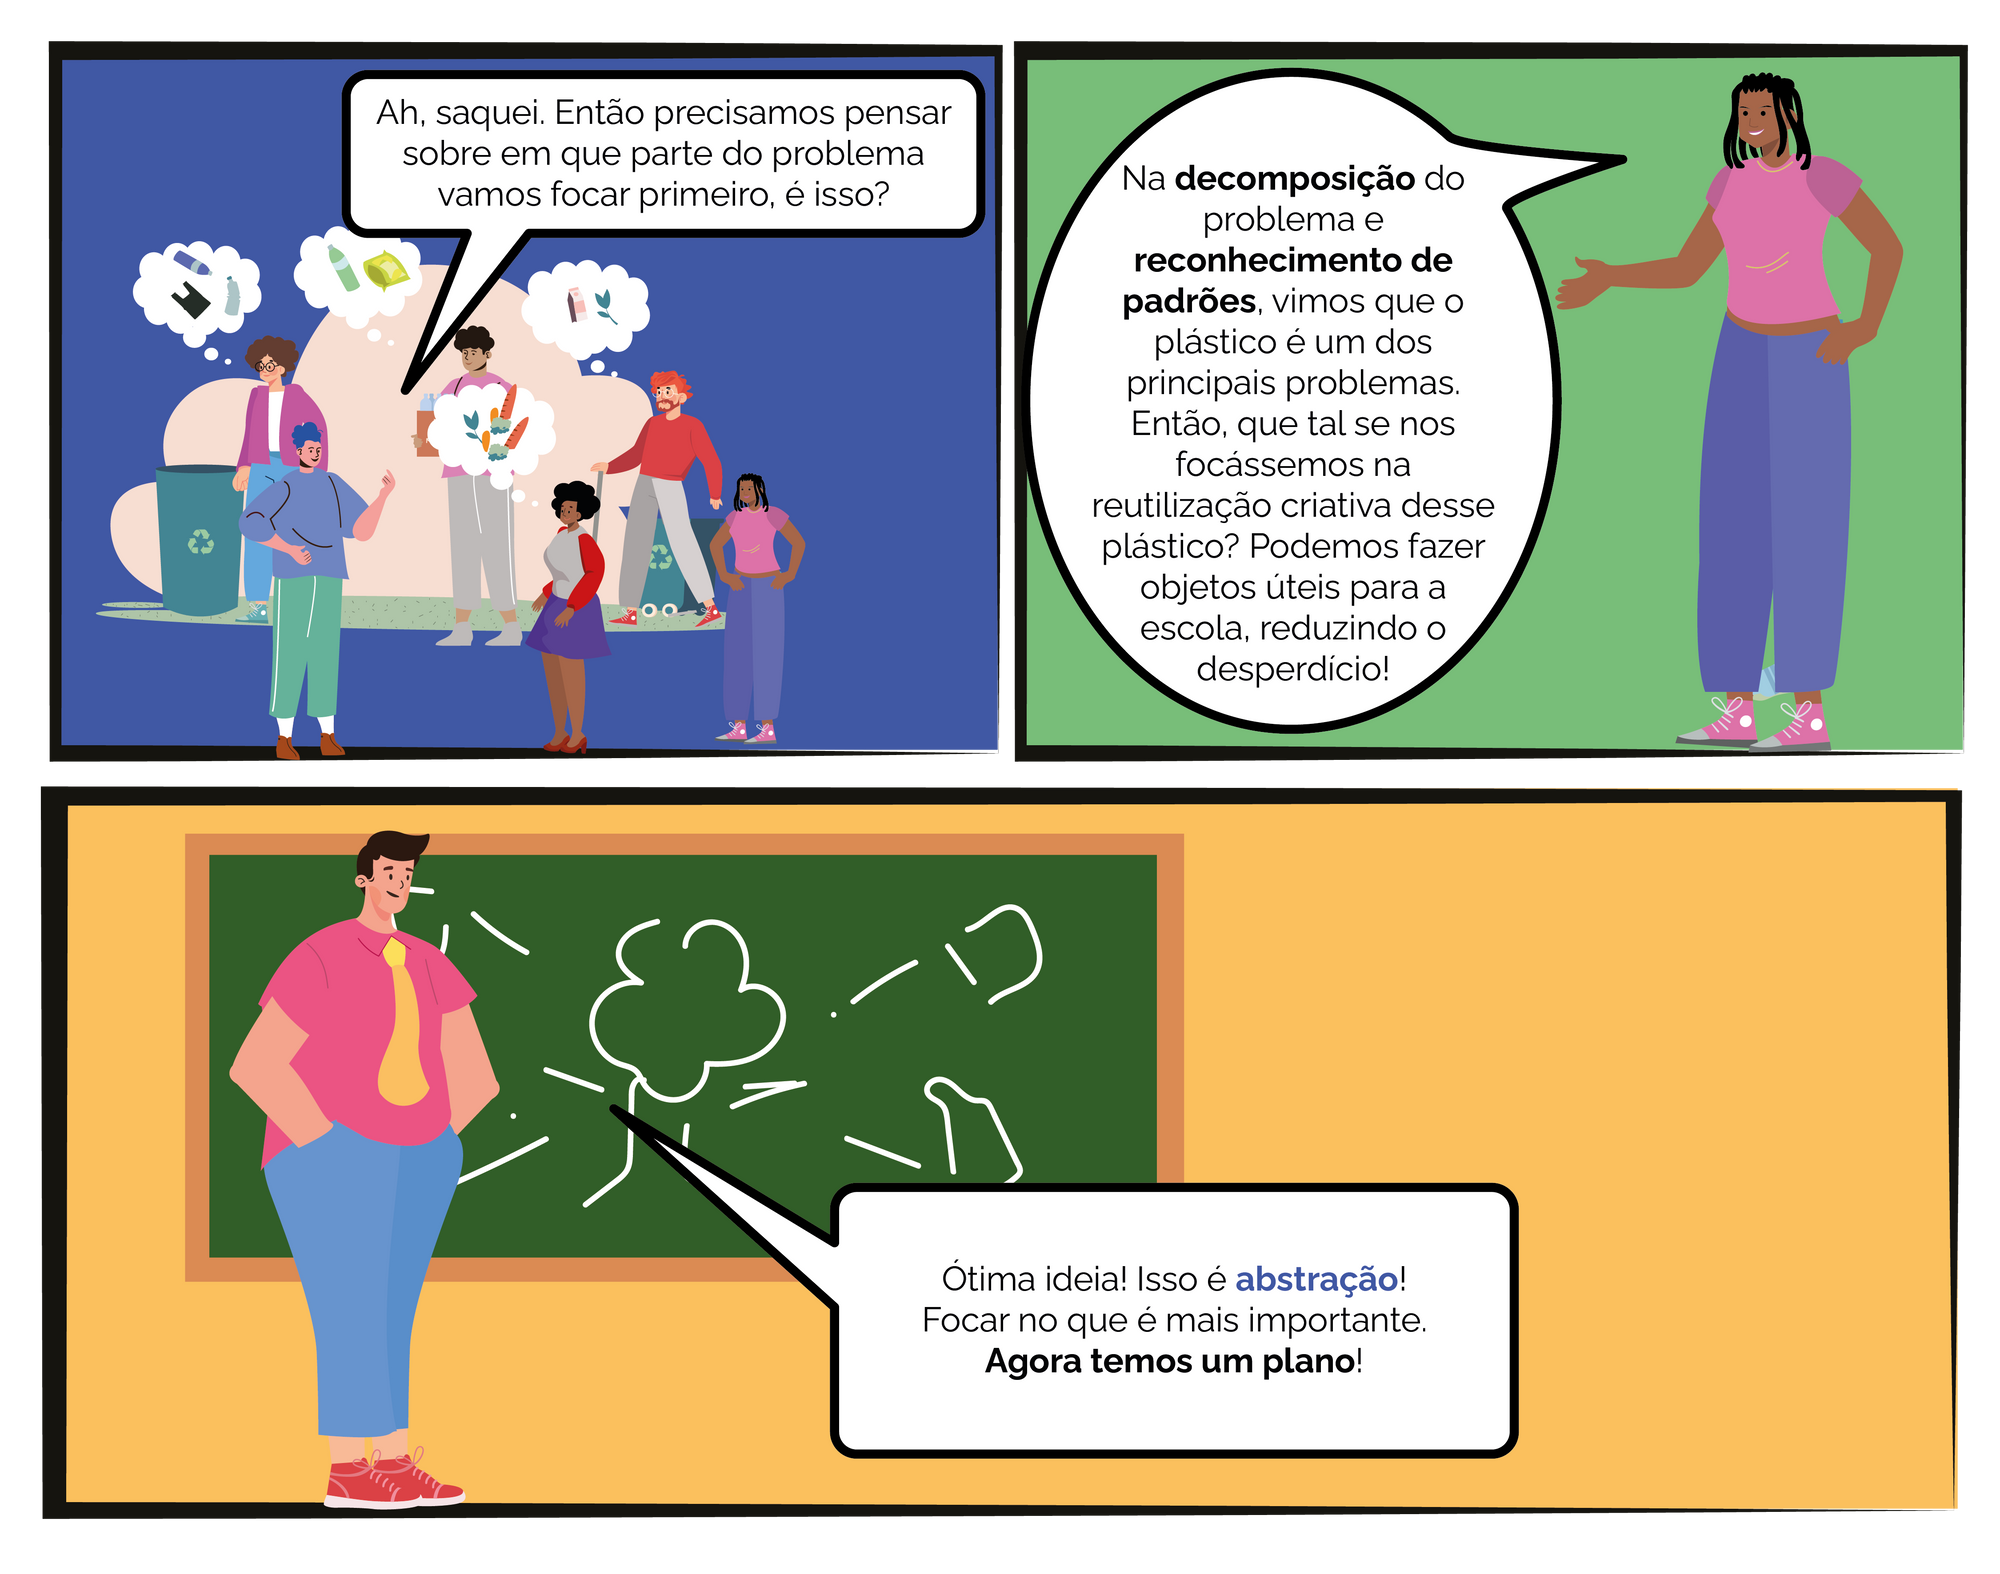 Ah, saquei. Então precisamos pensar
sobre em que parte do problema
vamos focar primeiro, é isso?
Na decomposição do
problema e
reconhecimento de
padrões, vimos que o
plástico é um dos
principais problemas.
Então, que tal se nos
focássemos na
reutilização criativa desse
plástico? Podemos fazer
objetos úteis para a
escola, reduzindo o
desperdício!
Ótima ideia! Isso é abstração!
Focar no que é mais importante.
Agora temos um plano!